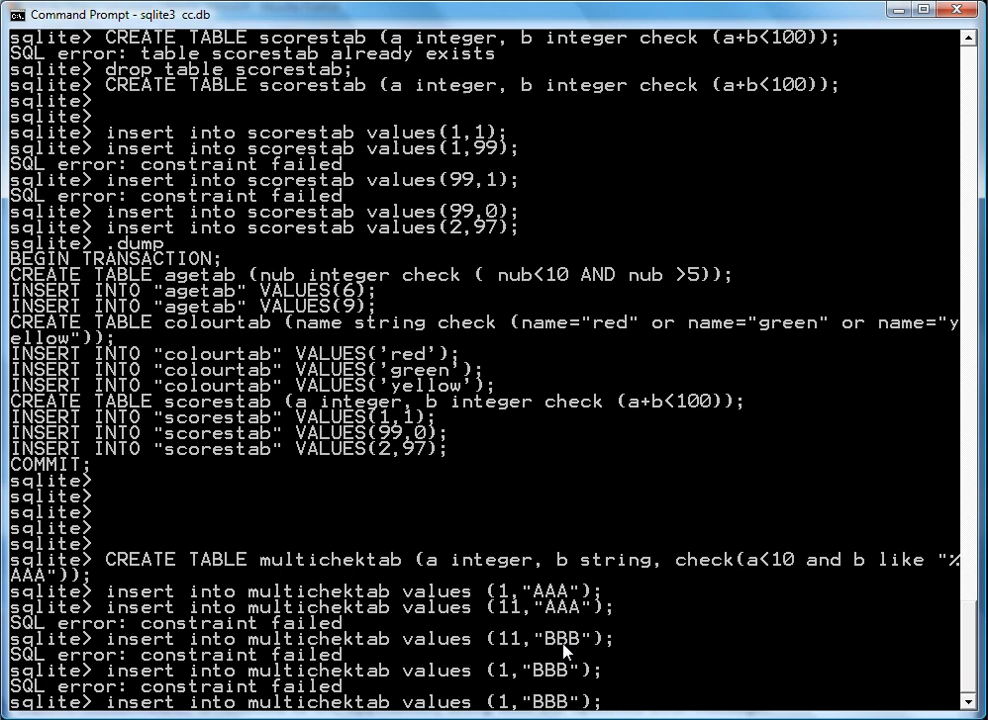 Command Prompt - sqlite3 cc.db
sqlite> CREATE TABLE scorestab (a integer, b integer check (a+b<100));
SQL error: table scorestab already exists
sqlite> drop table scorestab;
sqlite> CREATE TABLE scorestab (a integer, b integer check (a+b<100));
sqlite>
sqlite>
sqlite> insert into scorestab values(1,1);
sqlite> insert into scorestab values(1,99);
SQL error: constraint failed
sqlite> insert into scorestab values(99,1);
SQL error: constraint failed
sqlite> insert into scorestab values(99,0);
sqlite> insert into scorestab values(2,97);
sqlite> .dump
BEGIN TRANSACTION;
CREATE TABLE agetab (nub integer check ( nub<10 AND nub >5));
INSERT INTO "agetab" VALUES(6);
INSERT INTO "agetab" VALUES(9);
CREATE TABLE colourtab (name string check (name="red" or name="green" or name="y
ellow"));
INSERT INTO "colourtab" VALUES('red');
INSERT INTO "colourtab" VALUES('green');
INSERT INTO "colourtab" VALUES('yellow');
CREATE TABLE scorestab (a integer, b integer check (a+b<100));
INSERT INTO "scorestab" VALUES(1,1);
INSERT INTO "scorestab" VALUES(99,0);
INSERT INTO "scorestab" VALUES(2,97);
COMMIT;
sqlite>
sqlite>
sqlite>
sqlite>
sqlite>
sqlite> CREATE TABLE multichektab (a integer, b string, check(a<10 and b like "%
AAA"));
sqlite> insert into multichektab values (1,"AAA");
sqlite> insert into multichektab values (11,"AAA");
SQL error: constraint failed
sqlite> insert into multichektab values (11,"BBB");
SQL error: constraint failed
sqlite> insert into multichektab values (1,"BBB");
SQL error: constraint failed
sqlite> insert into multichektab values (1,"BBB");